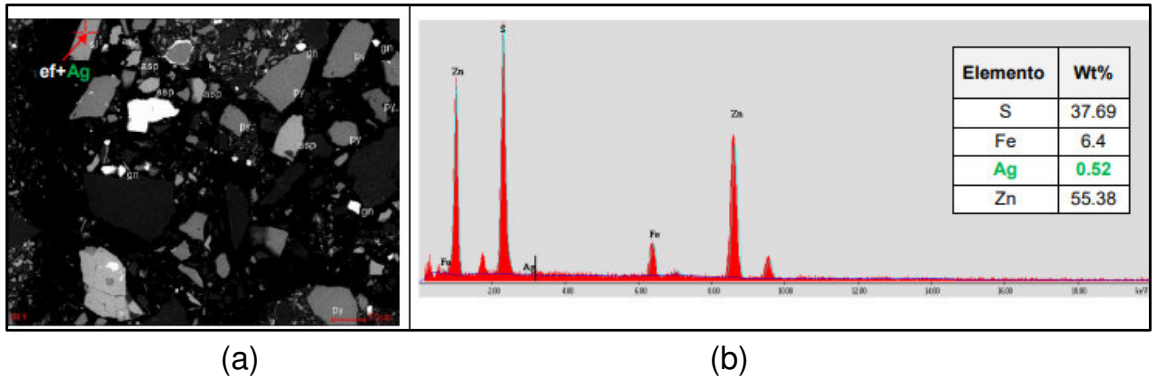 ef+Ag
asp
gn
py
asp
asp
py
py
py
py
asp
gn
gn
py
S
Zn
Zn
Fe
Fe
Ag
2.00 4.00 6.00 8.00 10.00 12.00 14.00 16.00 18.00 keV
Elemento Wt%
S 37.69
Fe 6.4
Ag 0.52
Zn 55.38
(a) (b)